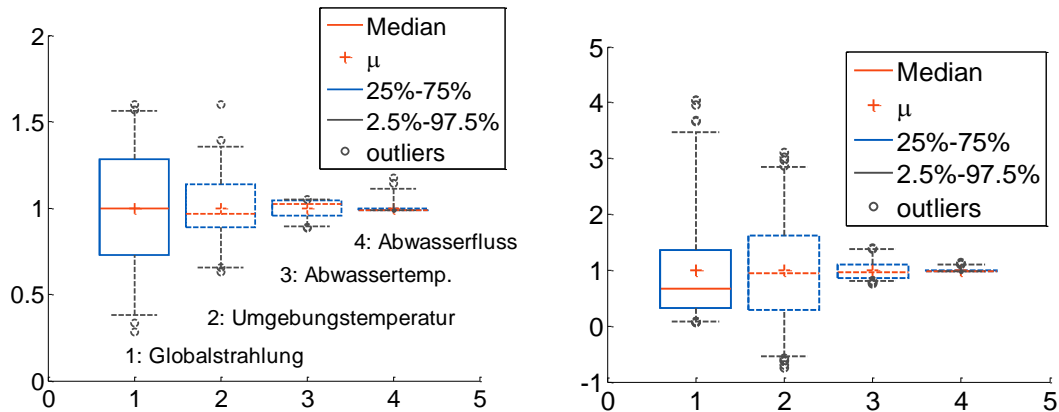 2
1.5
1
0.5
0
0 1 2 3 4 5
Median
μ
25%-75%
2.5%-97.5%
outliers
4: Abwasserfluss
3: Abwassertemp.
2: Umgebungstemperatur
1: Globalstrahlung
5
4
3
2
1
0
-1
0 1 2 3 4 5
Median
μ
25%-75%
2.5%-97.5%
outliers